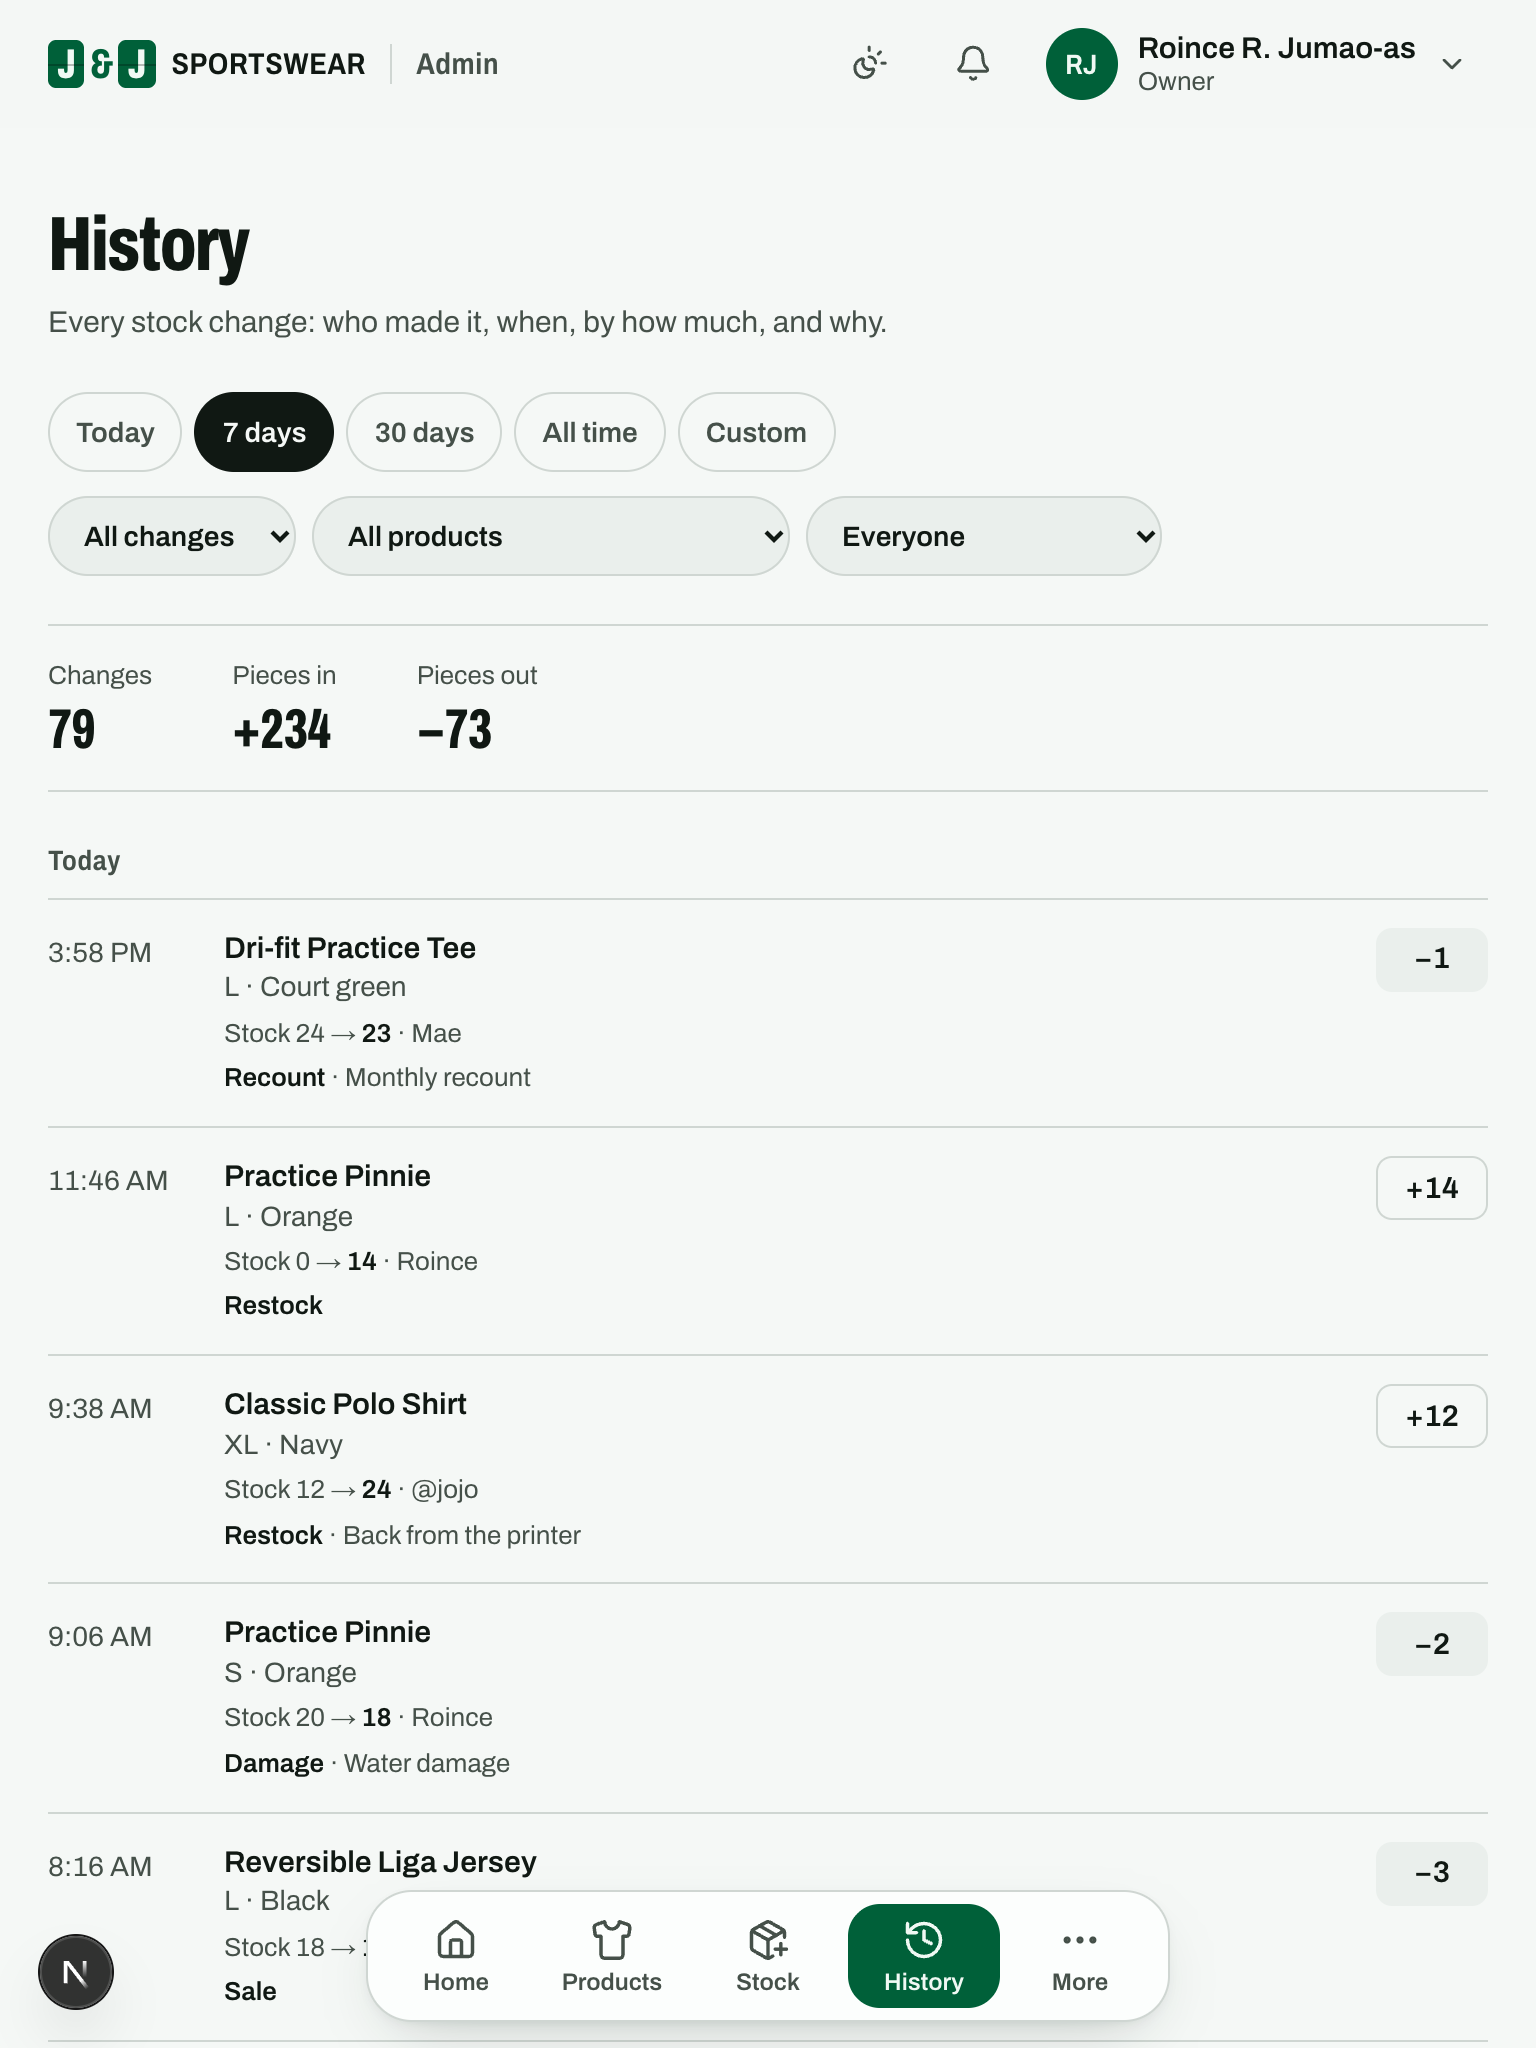 J & J SPORTSWEAR Admin
RJ
Roince R. Jumao-as
Owner
History
Every stock change: who made it, when, by how much, and why.
Today 7 days 30 days All time Custom
All changes All products Everyone
Changes Pieces in Pieces out
79 +234 −73
Today
3:58 PM Dri-fit Practice Tee −1
L · Court green
Stock 24 → 23 · Mae
Recount · Monthly recount
11:46 AM Practice Pinnie +14
L · Orange
Stock 0 → 14 · Roince
Restock
9:38 AM Classic Polo Shirt +12
XL · Navy
Stock 12 → 24 · @jojo
Restock · Back from the printer
9:06 AM Practice Pinnie −2
S · Orange
Stock 20 → 18 · Roince
Damage · Water damage
8:16 AM Reversible Liga Jersey −3
L · Black
Stock 18 →
Sale
N
Home Products Stock History More